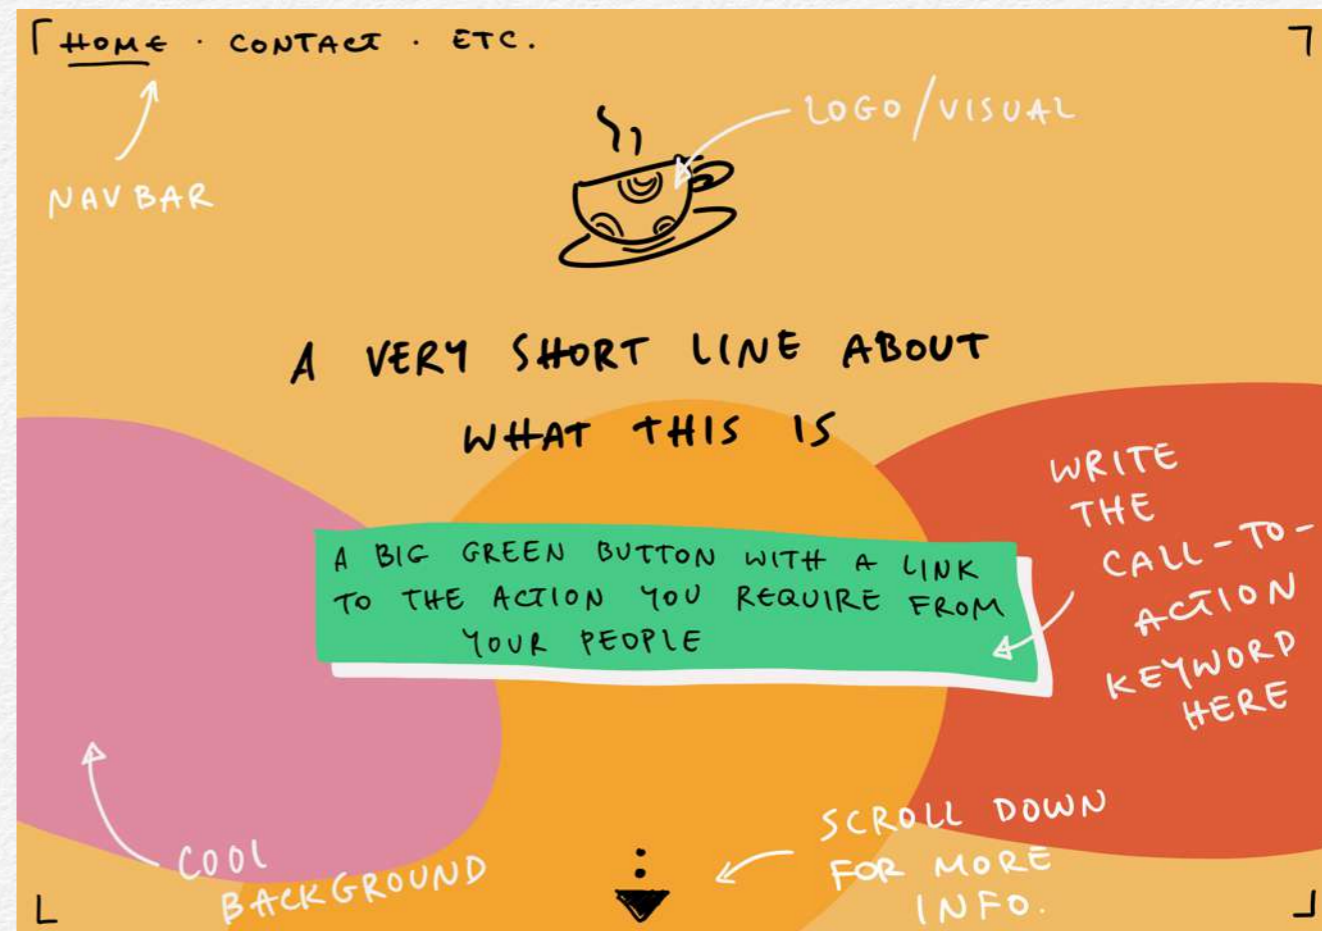 HOME · CONTACT · ETC.
NAVBAR
LOGO/VISUAL
A VERY SHORT LINE ABOUT
WHAT THIS IS
A BIG GREEN BUTTON WITH A LINK
TO THE ACTION YOU REQUIRE FROM
YOUR PEOPLE
WRITE
THE
CALL-TO-
ACTION
KEYWORD
HERE
COOL
BACKGROUND
SCROLL DOWN
FOR MORE
INFO.